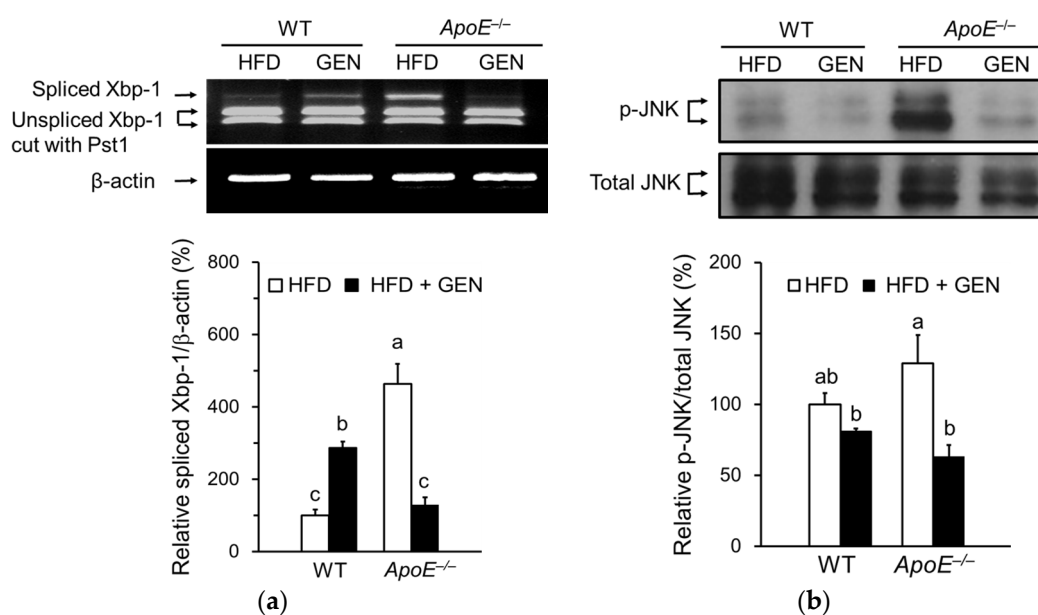 WT ApoE–/–
HFD GEN HFD GEN
Spliced Xbp-1
Unspliced Xbp-1
cut with Pst1
β-actin
Relative spliced Xbp-1/β-actin (%)
800
600
400
200
0
HFD HFD + GEN
c b a c
WT ApoE–/–
(a)
WT ApoE–/–
HFD GEN HFD GEN
p-JNK
Total JNK
Relative p-JNK/total JNK (%)
200
150
100
50
0
HFD HFD + GEN
ab b a b
WT ApoE–/–
(b)